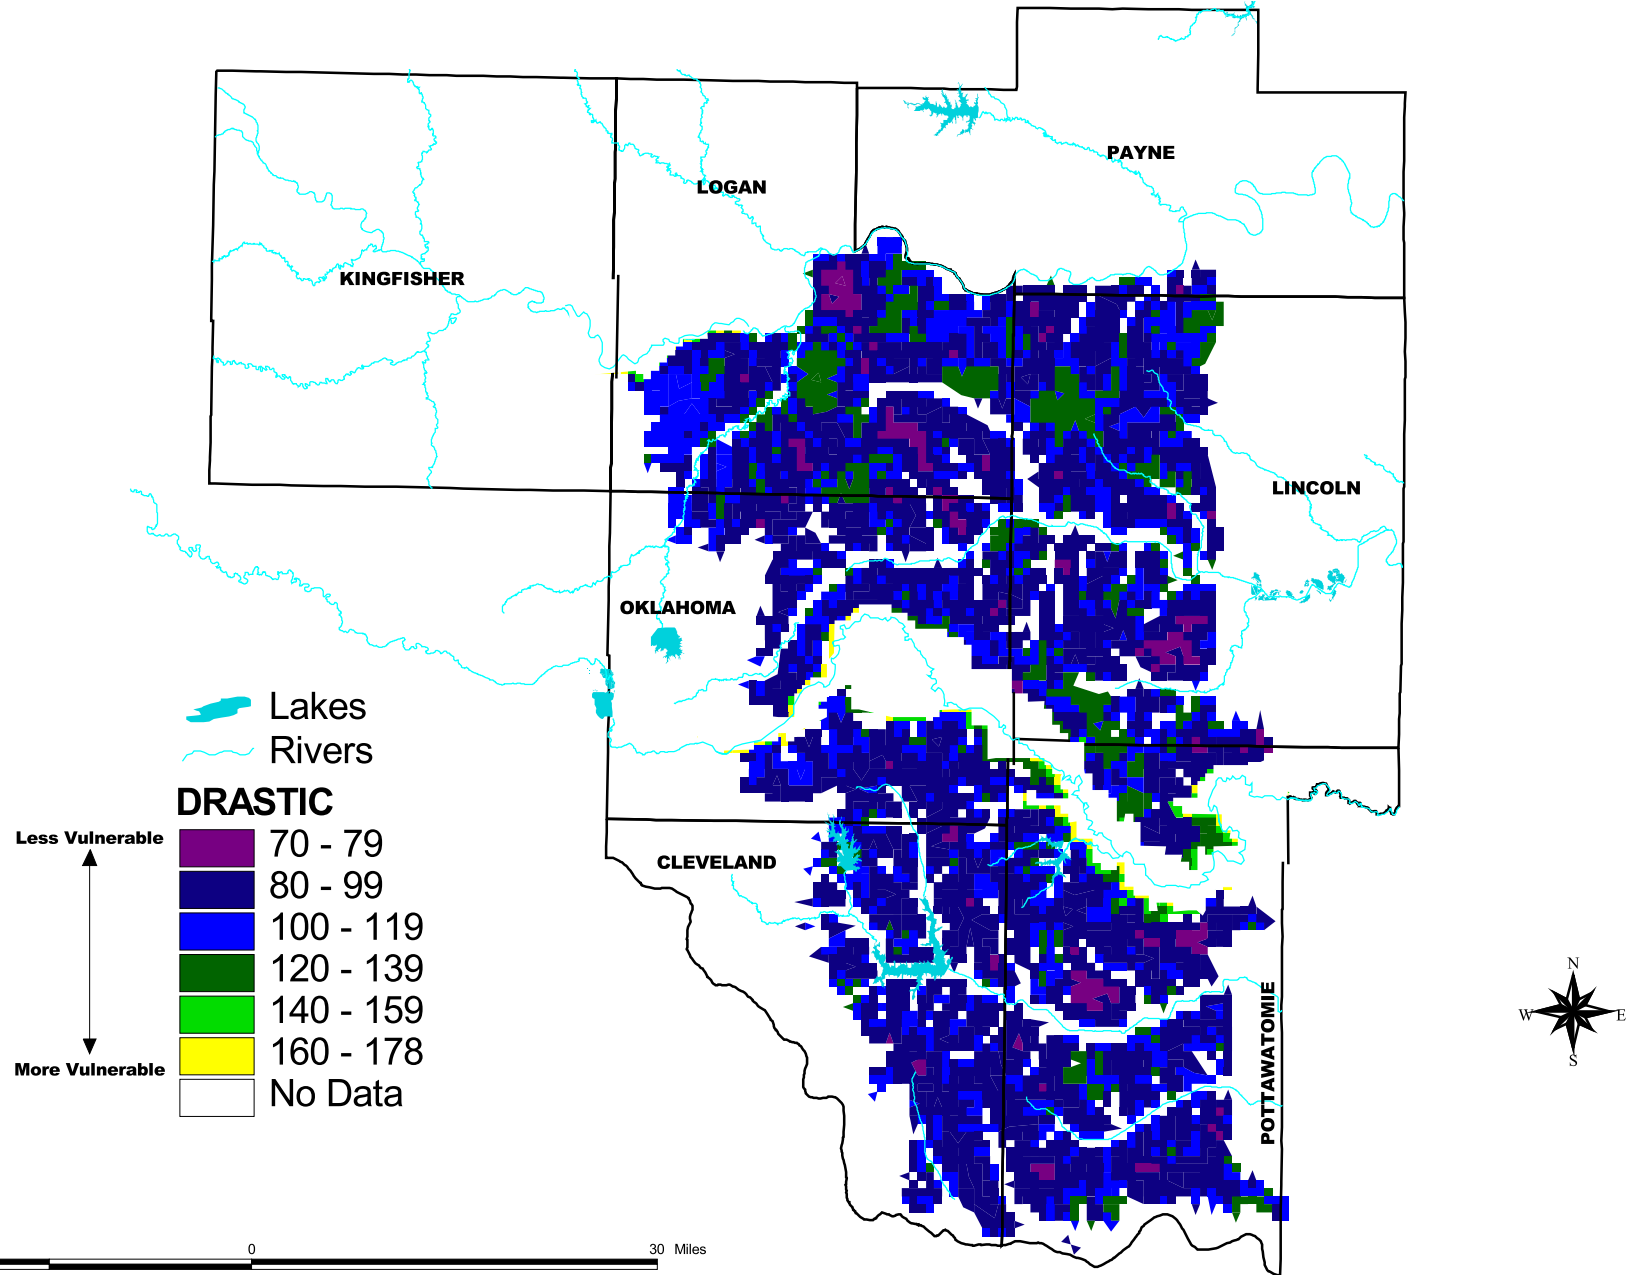 PAYNE
LOGAN
KINGFISHER
LINCOLN
OKLAHOMA
Lakes
Rivers
DRASTIC
Less Vulnerable
70 - 79
80 - 99
100 - 119
120 - 139
140 - 159
160 - 178
More Vulnerable
No Data
CLEVELAND
POTTAWATOMIE
N
W
E
S
0
30 Miles